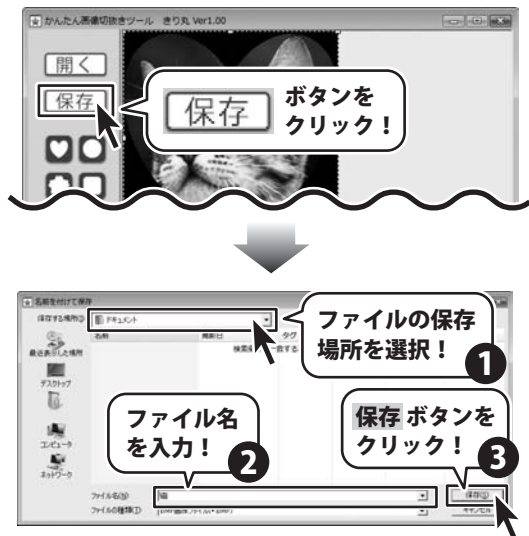 かんたん画像切抜きツール きり丸 Ver1.00
開く
保存
保存
ボタンを
クリック！
名前を付けて保存
保存する場所(I):
ドキュメント
ファイルの保存
場所を選択！
1
名前
撮影日
タグ
最近表示した場所
デスクトップ
コンピュータ
ネットワーク
ファイル名
を入力！
2
保存 ボタンを
クリック！
3
ファイル名(N):
猫
保存(S)
ファイルの種類(T):
キャンセル